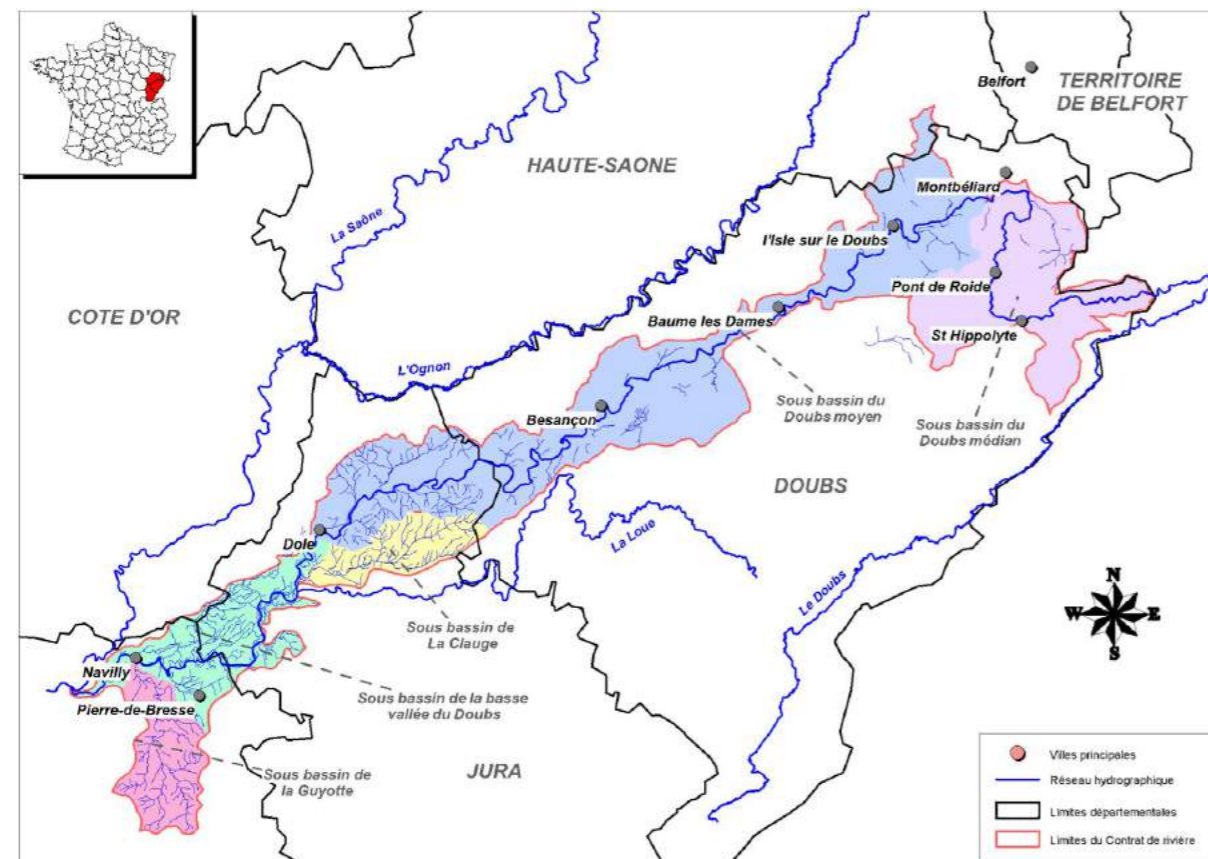 Belfort
TERRITOIRE
DE BELFORT
HAUTE-SAONE
Montbéliard
La Saône
l'Isle sur le Doubs
Pont de Roide
COTE D'OR
Baume les Dames
St Hippolyte
L'Ognon
Sous bassin du
Doubs moyen
Sous bassin du
Doubs médian
Besançon
DOUBS
Dole
La Loue
Le Doubs
N
W
E
S
Sous bassin de
La Clauge
Navilly
Pierre-de-Bresse
Sous bassin de la basse
vallée du Doubs
Sous bassin de
la Guyotte
JURA
Villes principales
Réseau hydrographique
Limites départementales
Limites du Contrat de rivière